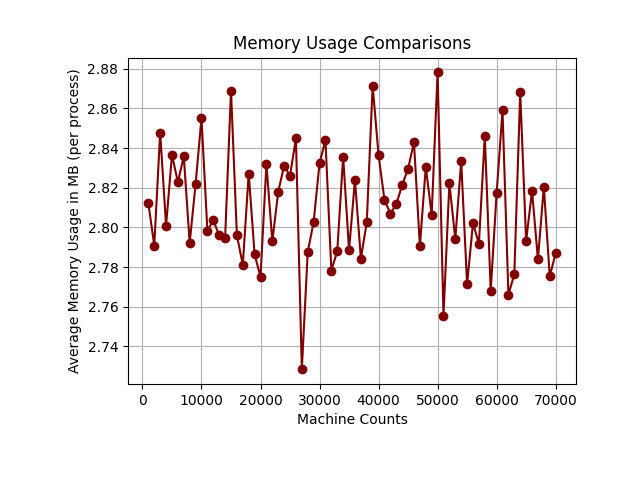 Memory Usage Comparisons
2.88
2.86
2.84
2.82
2.80
2.78
2.76
2.74
Average Memory Usage in MB (per process)
0 10000 20000 30000 40000 50000 60000 70000
Machine Counts